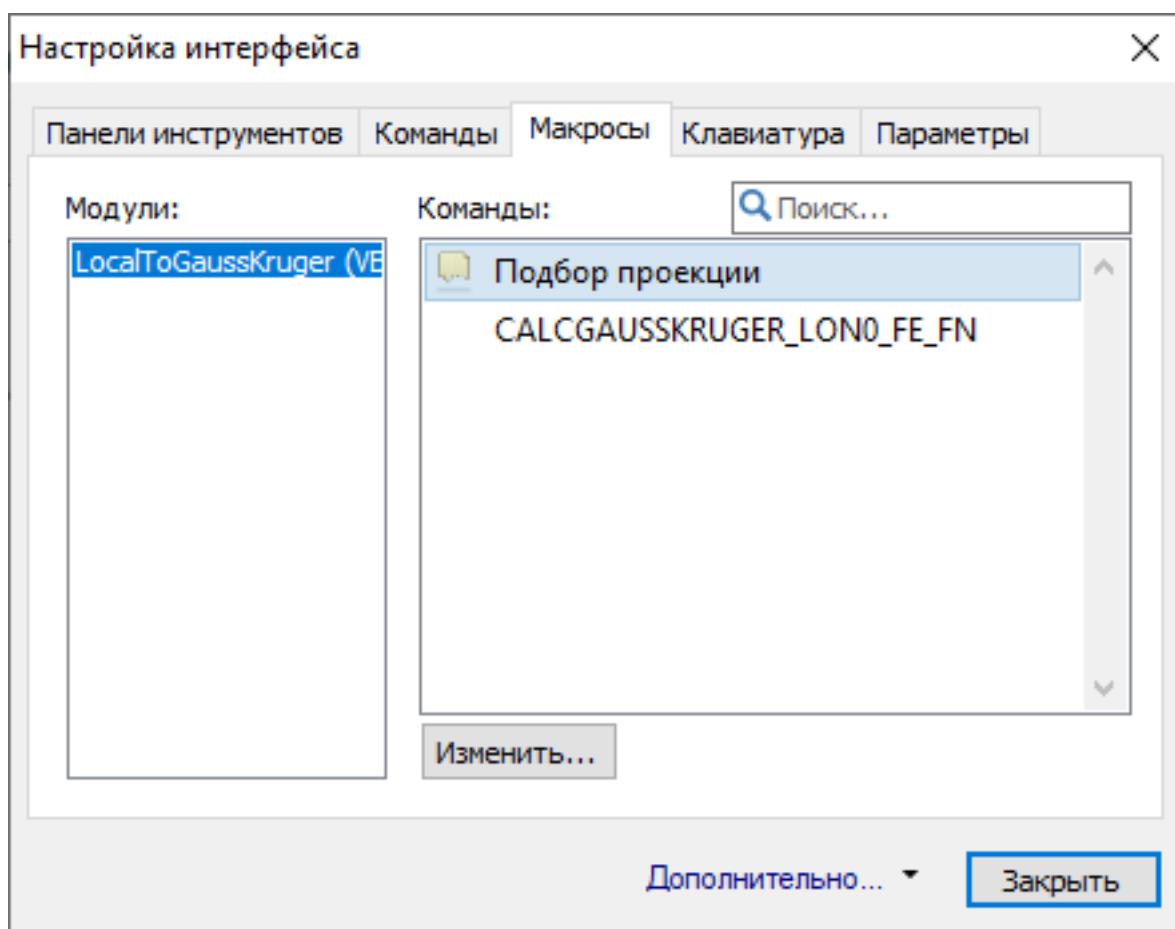 Настройка интерфейса
Панели инструментов Команды Макросы Клавиатура Параметры
Модули: Команды: Поиск...
LocalToGaussKruger (VE
Подбор проекции
CALCGAUSSKRUGER_LON0_FE_FN
Изменить...
Дополнительно... Закрыть